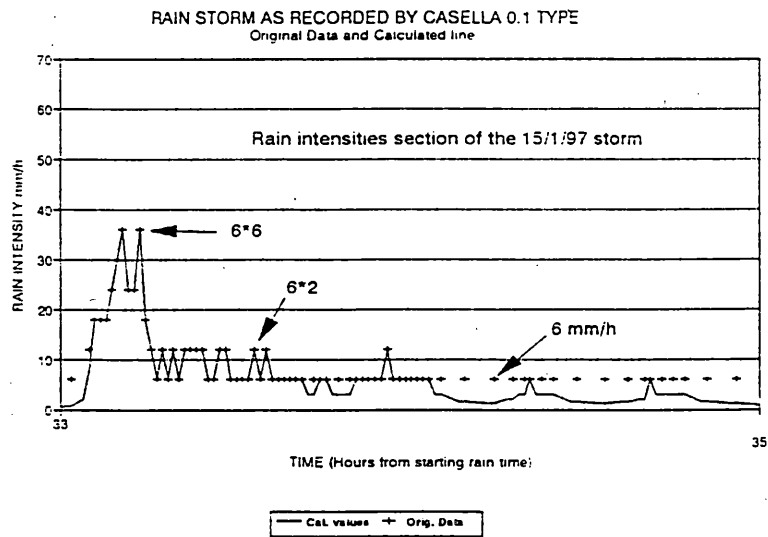 RAIN STORM AS RECORDED BY CASELLA 0.1 TYPE
Original Data and Calculated line
RAIN INTENSITY mm/h
70
60
50
40
30
20
10
0
Rain intensities section of the 15/1/97 storm
6*6
6*2
6 mm/h
33
35
TIME (Hours from starting rain time)
Cal. values
Orig. Data